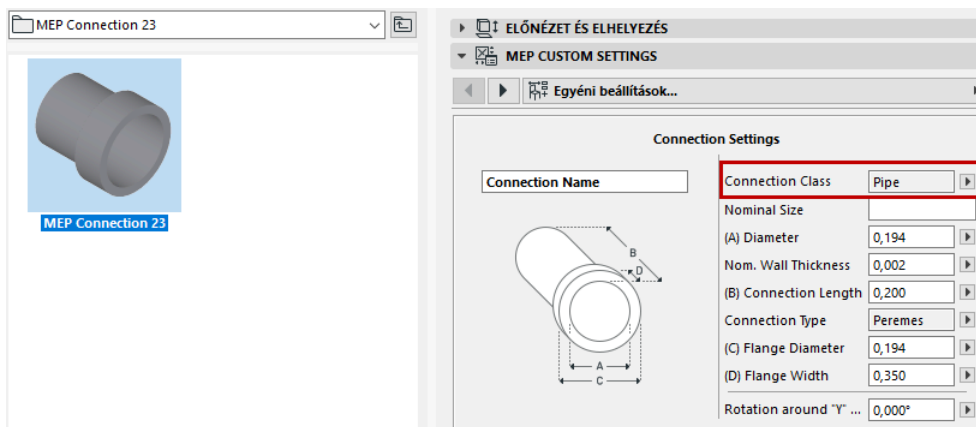 MEP Connection 23
MEP Connection 23
ELŐNÉZET ÉS ELHELYEZÉS
MEP CUSTOM SETTINGS
Egyéni beállítások...
Connection Settings
Connection Name
B
D
A
C
Connection Class Pipe
Nominal Size
(A) Diameter 0,194
Nom. Wall Thickness 0,002
(B) Connection Length 0,200
Connection Type Peremes
(C) Flange Diameter 0,194
(D) Flange Width 0,350
Rotation around "Y" ... 0,000°